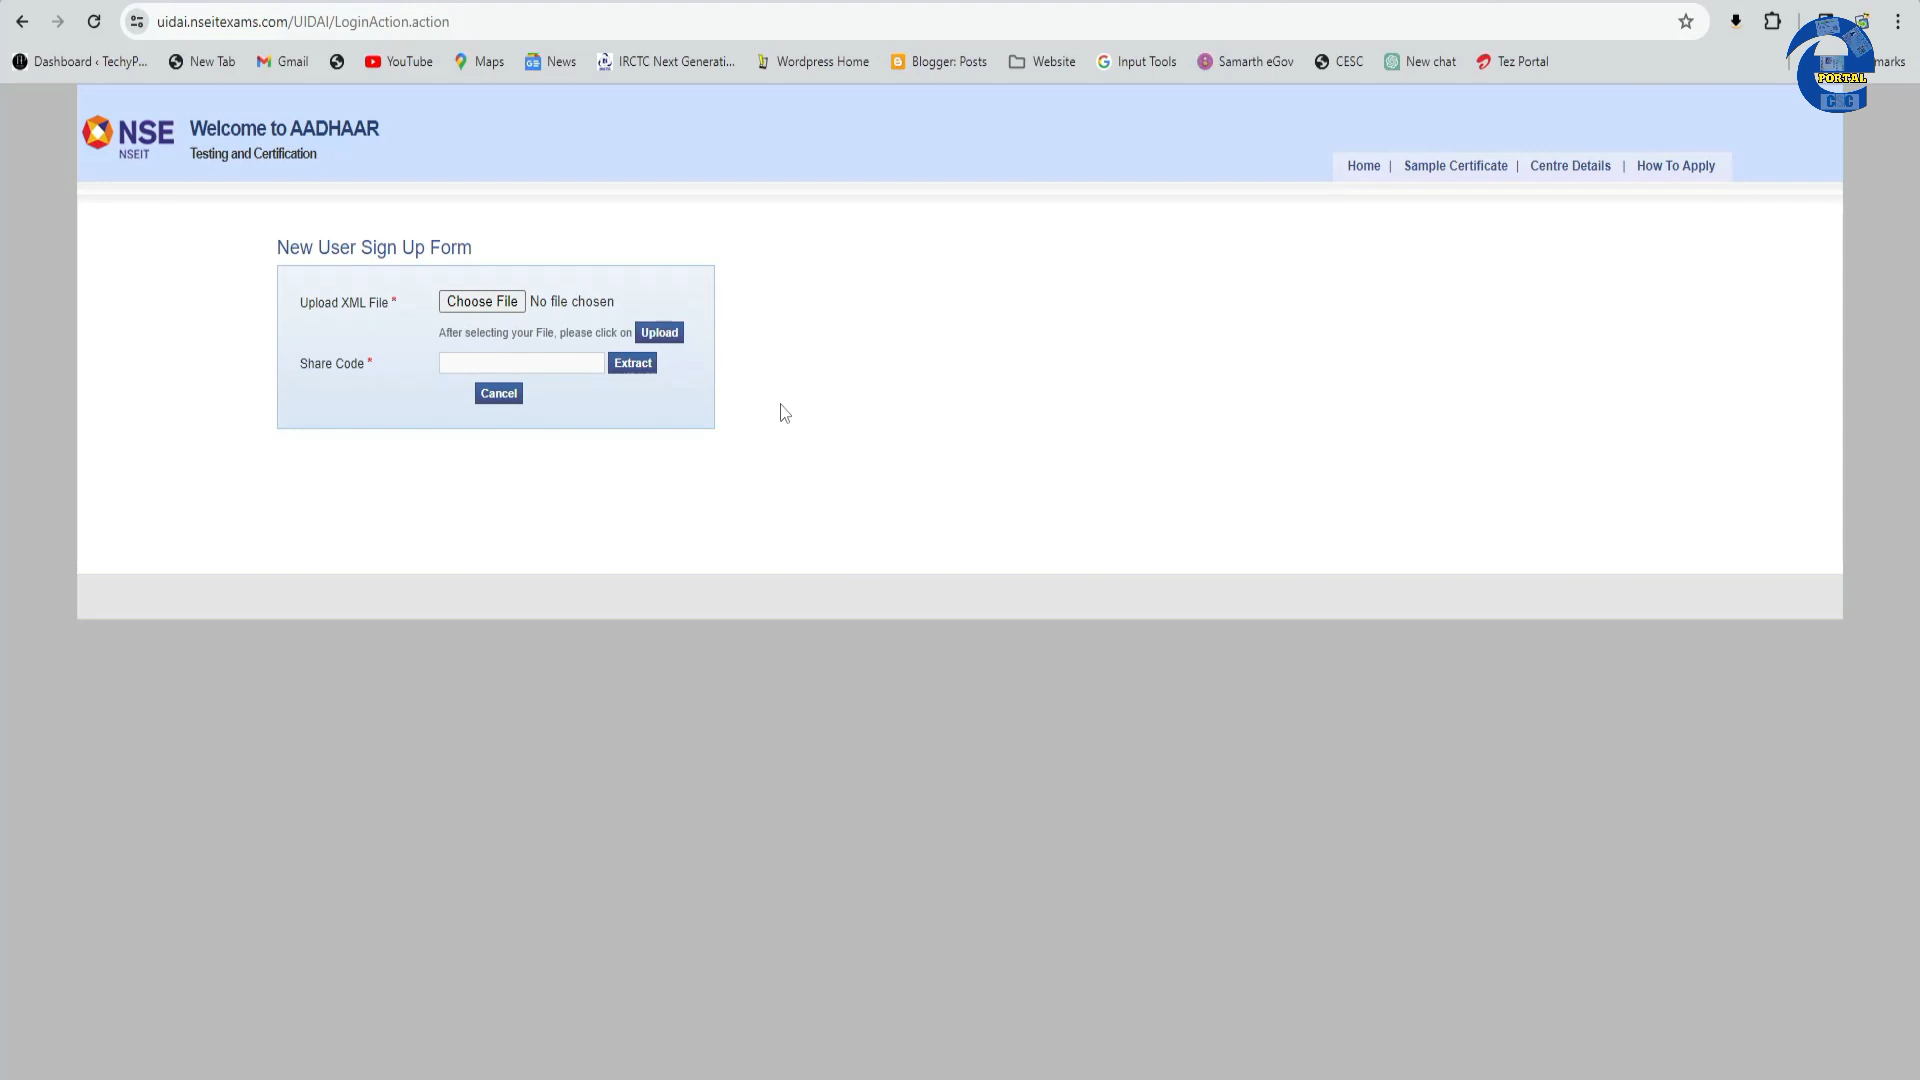 uidai.nseitexams.com/UIDAI/LoginAction.action
Dashboard ‹ TechyP... New Tab Gmail YouTube Maps News IRCTC Next Generati... Wordpress Home Blogger: Posts Website Input Tools Samarth eGov CESC New chat Tez Portal marks
PORTAL
CSC
NSE
NSEIT
Welcome to AADHAAR
Testing and Certification
Home | Sample Certificate | Centre Details | How To Apply
New User Sign Up Form
Upload XML File * Choose File No file chosen
After selecting your File, please click on Upload
Share Code * Extract
Cancel